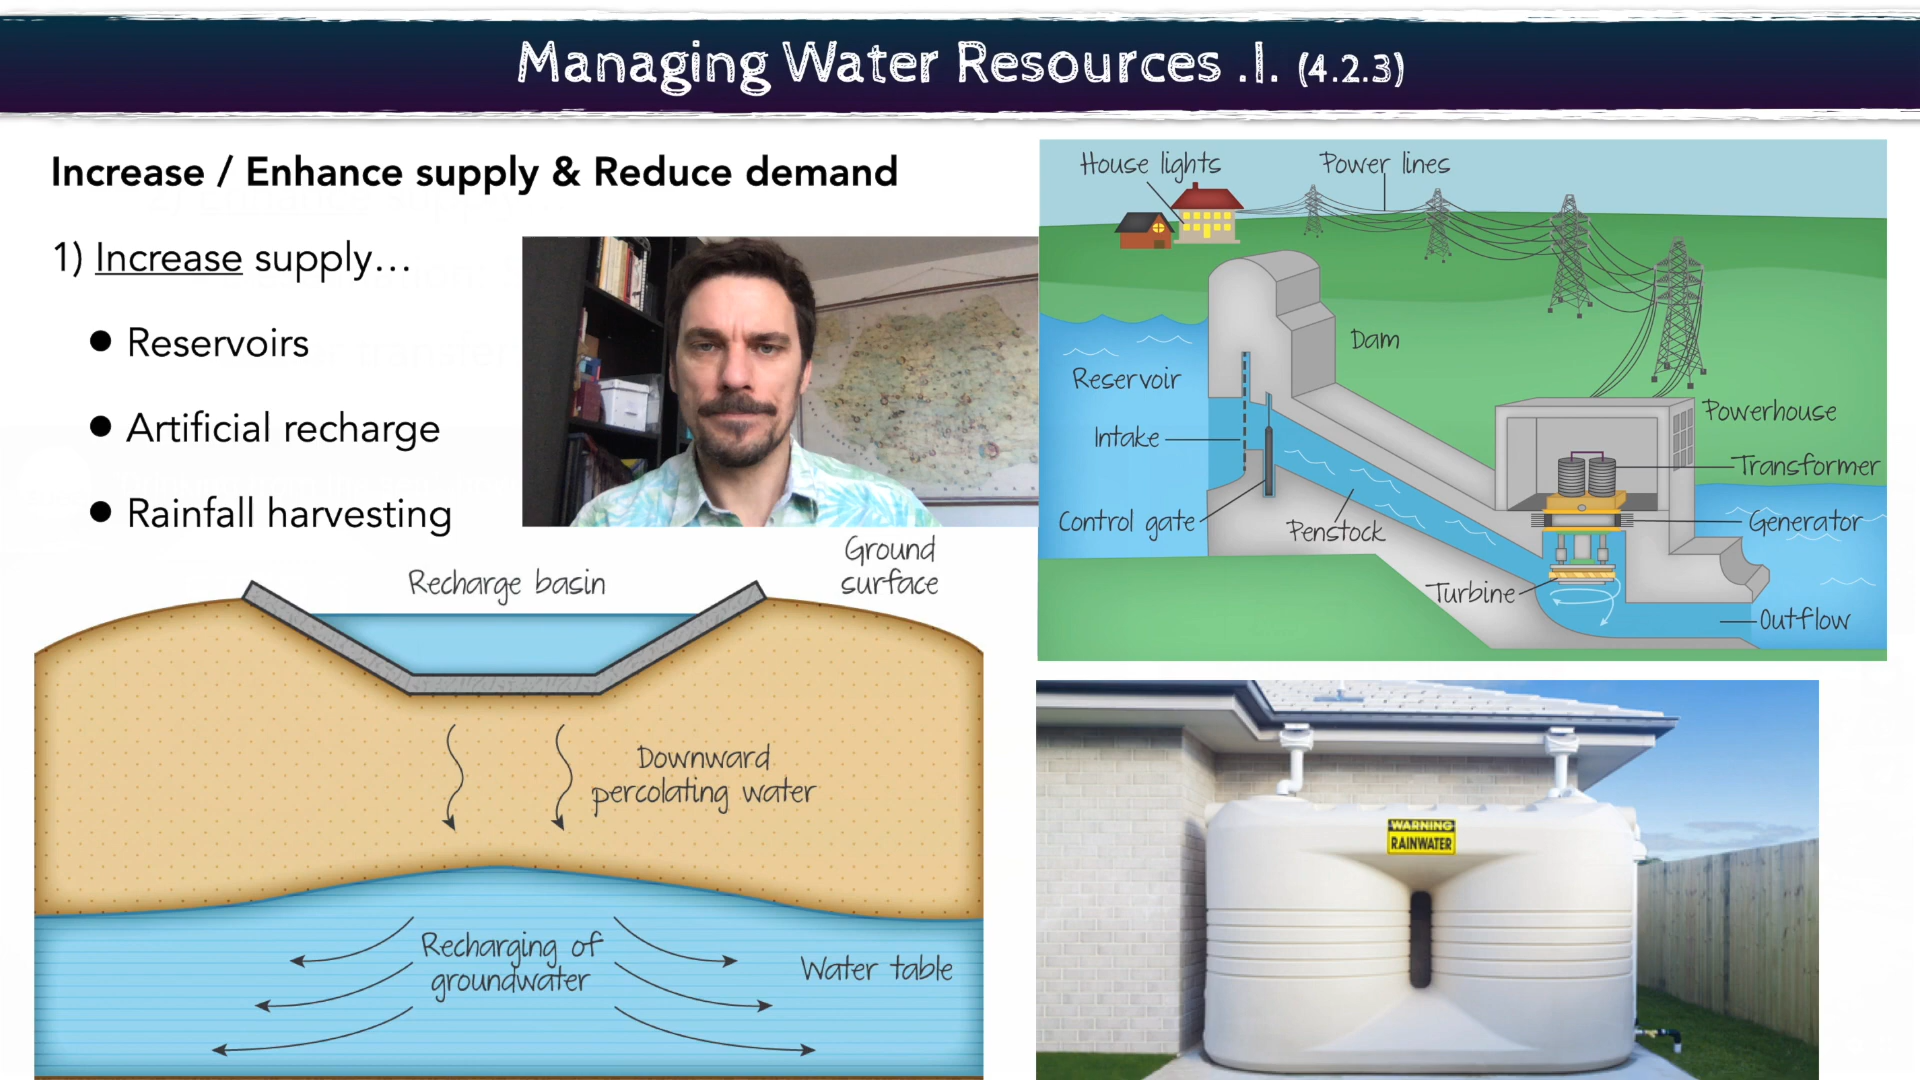 Managing Water Resources .I. (4.2.3)
Increase / Enhance supply & Reduce demand
1) Increase supply…
● Reservoirs
● Artificial recharge
● Rainfall harvesting
House lights
Power lines
Dam
Reservoir
Intake
Control gate
Penstock
Powerhouse
Transformer
Generator
Turbine
Outflow
Recharge basin
Ground
surface
Downward
percolating water
Recharging of
groundwater
Water table
WARNING
RAINWATER